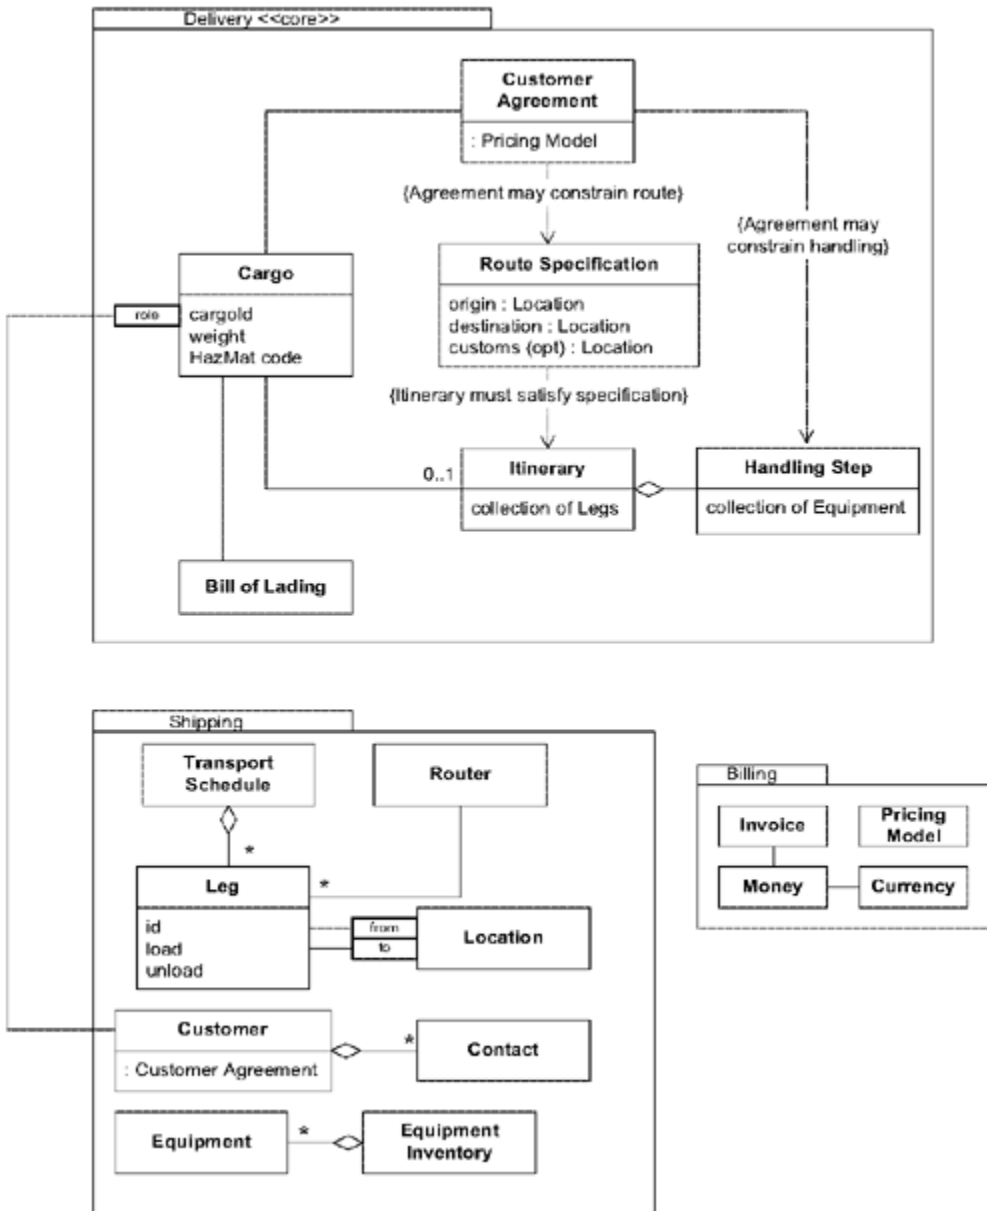 Delivery <<core>>
Customer
Agreement
: Pricing Model
{Agreement may constrain route}
{Agreement may
constrain handling}
Cargo
role
cargoId
weight
HazMat code
Route Specification
origin : Location
destination : Location
customs (opt) : Location
{Itinerary must satisfy specification}
0..1
Itinerary
collection of Legs
Handling Step
collection of Equipment
Bill of Lading
Shipping
Transport
Schedule
Router
*
Leg
*
id
load
unload
from
to
Location
Customer
: Customer Agreement
*
Contact
Equipment
*
Equipment
Inventory
Billing
Invoice
Pricing
Model
Money
Currency